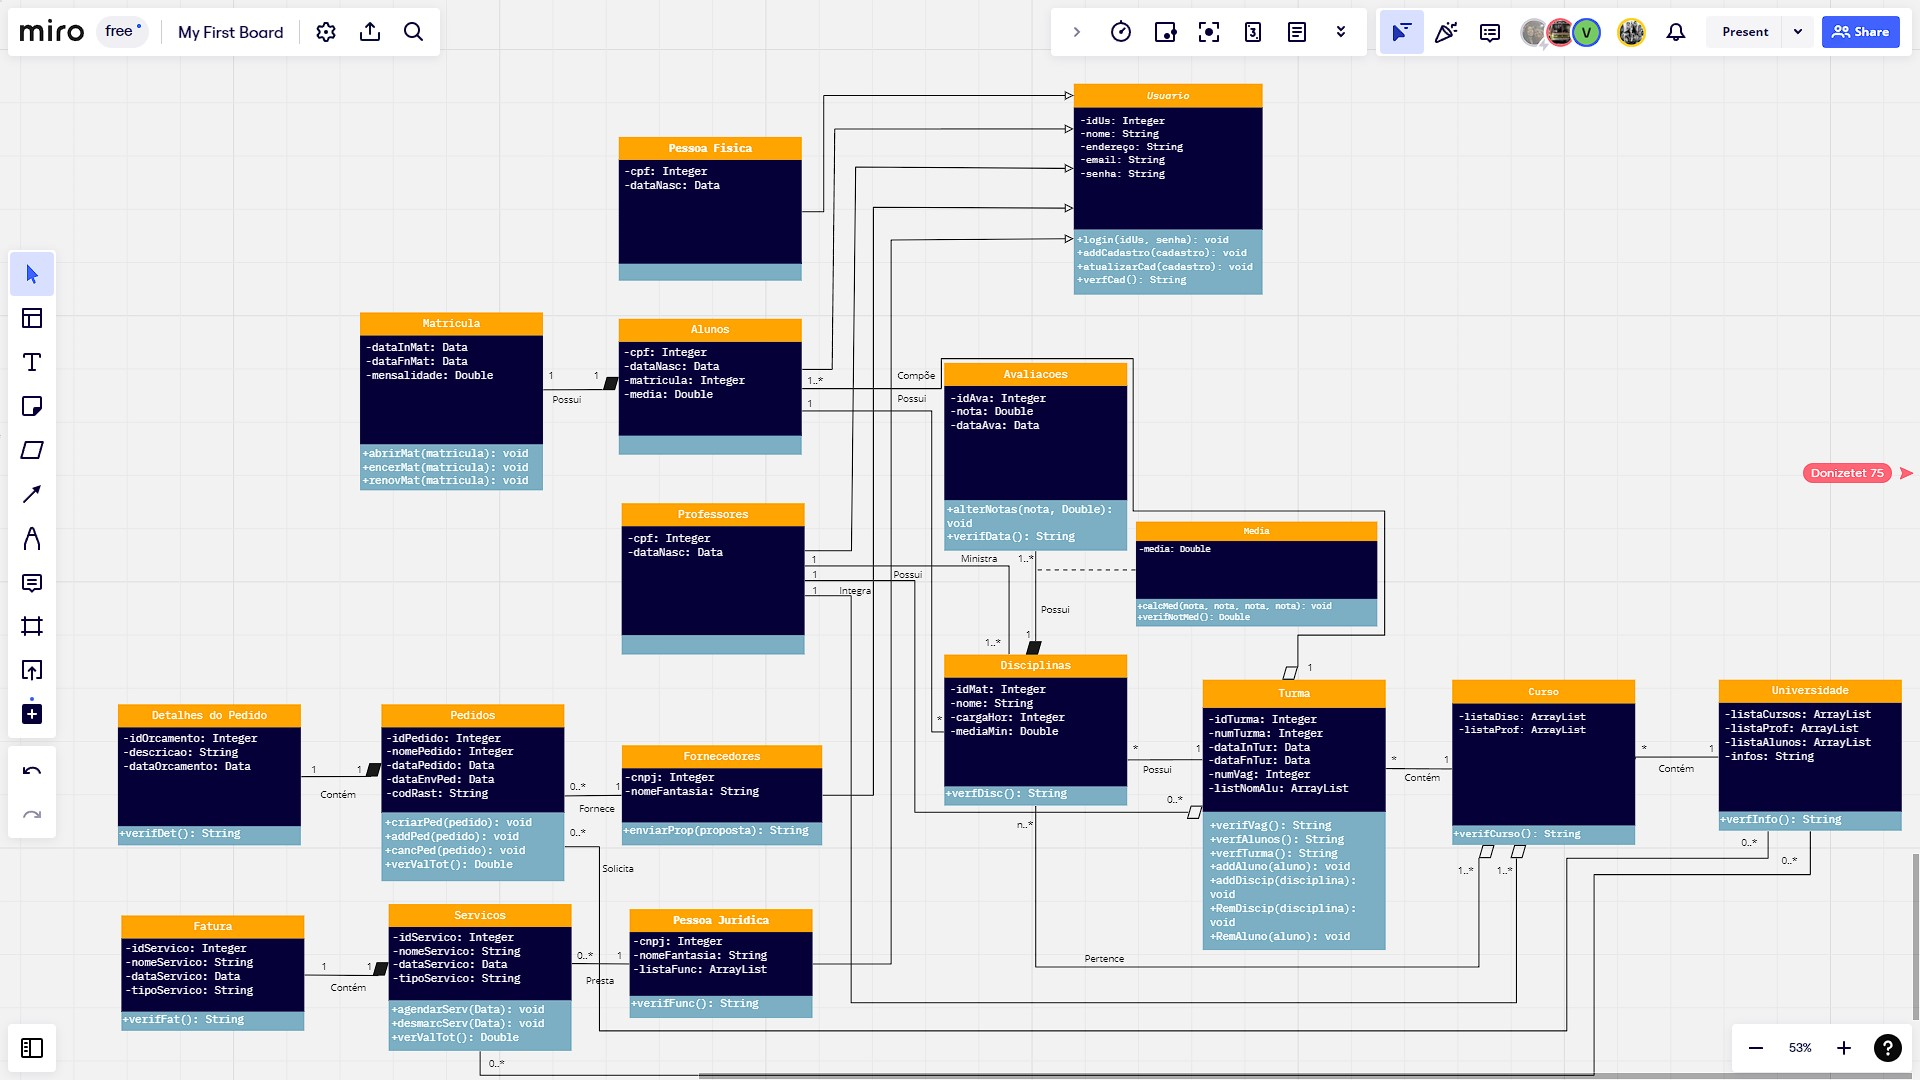 miro free My First Board
3
V
Present
Share
Usuario
-idUs: Integer
-nome: String
-endereço: String
-email: String
-senha: String
+login(idUs, senha): void
+addCadastro(cadastro): void
+atualizarCad(cadastro): void
+verfCad(): String
Pessoa Fisica
-cpf: Integer
-dataNasc: Data
Matricula
-dataInMat: Data
-dataFnMat: Data
-mensalidade: Double
+abrirMat(matricula): void
+encerMat(matricula): void
+renovMat(matricula): void
1
1
Possui
Alunos
-cpf: Integer
-dataNasc: Data
-matricula: Integer
-media: Double
1..*
Compõe
1
Possui
Avaliacoes
-idAva: Integer
-nota: Double
-dataAva: Data
+alterNotas(nota, Double):
void
+verifData(): String
Donizetet 75
Professores
-cpf: Integer
-dataNasc: Data
1
Ministra
1
Possui
1
Integra
1..*
Possui
1
1..*
Media
-media: Double
+calcMed(nota, nota, nota, nota): void
+verifNotMed(): Double
1
Disciplinas
-idMat: Integer
-nome: String
-cargaHor: Integer
-mediaMin: Double
+verfDisc(): String
*
*
1
Possui
0..*
n..*
Turma
-idTurma: Integer
-numTurma: Integer
-dataInTur: Data
-dataFnTur: Data
-numVag: Integer
-listNomAlu: ArrayList
+verifVag(): String
+verfAlunos(): String
+verfTurma(): String
+addAluno(aluno): void
+addDiscip(disciplina):
void
+RemDiscip(disciplina):
void
+RemAluno(aluno): void
*
1
Contém
Curso
-listaDisc: ArrayList
-listaProf: ArrayList
+verifCurso(): String
1..*
1..*
*
1
Contém
Universidade
-listaCursos: ArrayList
-listaProf: ArrayList
-listaAlunos: ArrayList
-infos: String
+verifInfo(): String
0..*
0..*
Detalhes do Pedido
-idOrcamento: Integer
-descricao: String
-dataOrcamento: Data
+verifDet(): String
1
1
Contém
Pedidos
-idPedido: Integer
-nomePedido: Integer
-dataPedido: Data
-dataEnvPed: Data
-codRast: String
+criarPed(pedido): void
+addPed(pedido): void
+cancPed(pedido): void
+verValTot(): Double
0..*
1
Fornece
0..*
Solicita
Fornecedores
-cnpj: Integer
-nomeFantasia: String
+enviarProp(proposta): String
Fatura
-idServico: Integer
-nomeServico: String
-dataServico: Data
-tipoServico: String
+verifFat(): String
1
1
Contém
Servicos
-idServico: Integer
-nomeServico: String
-dataServico: Data
-tipoServico: String
+agendarServ(Data): void
+desmarcServ(Data): void
+verValTot(): Double
0..*
1
Presta
0..*
Pessoa Juridica
-cnpj: Integer
-nomeFantasia: String
-listaFunc: ArrayList
+verifFunc(): String
Pertence
53%
?